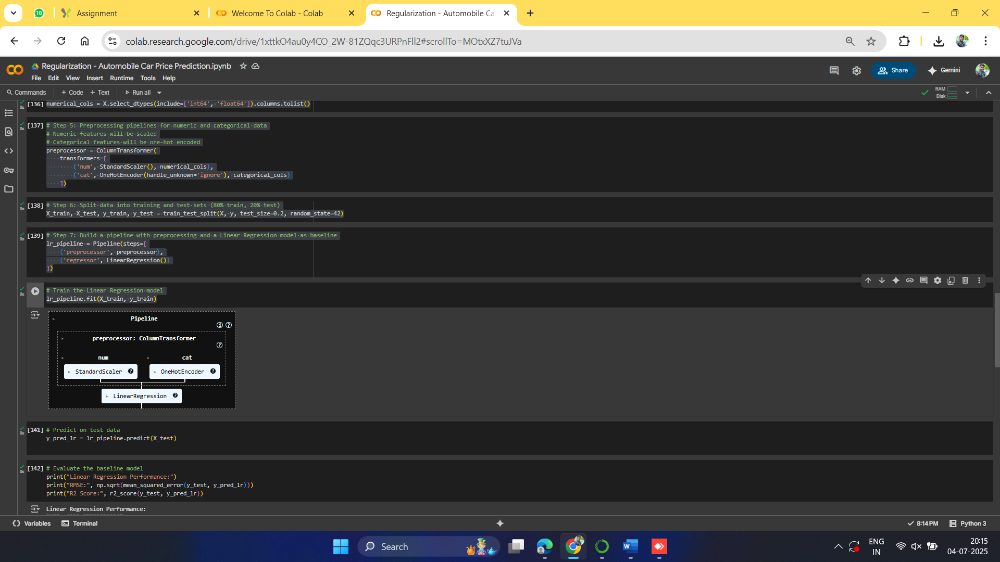 10
Assignment
Welcome To Colab - Colab
Regularization - Automobile Ca
colab.research.google.com/drive/1xttkO4au0y4CO_2W-81ZQqc3URPnFll2#scrollTo=MOtxXZ7tuJVa
Regularization - Automobile Car Price Prediction.ipynb
File Edit View Insert Runtime Tools Help
Share
Gemini
Commands + Code + Text Run all
RAM
Disk
[136] numerical_cols = X.select_dtypes(include=['int64', 'float64']).columns.tolist()
0s
[137] # Step 5: Preprocessing pipelines for numeric and categorical data
0s
# Numeric features will be scaled
# Categorical features will be one-hot encoded
preprocessor = ColumnTransformer(
transformers=[
('num', StandardScaler(), numerical_cols),
('cat', OneHotEncoder(handle_unknown='ignore'), categorical_cols)
])
[138] # Step 6: Split data into training and test sets (80% train, 20% test)
0s
X_train, X_test, y_train, y_test = train_test_split(X, y, test_size=0.2, random_state=42)
[139] # Step 7: Build a pipeline with preprocessing and a Linear Regression model as baseline
0s
lr_pipeline = Pipeline(steps=[
('preprocessor', preprocessor),
('regressor', LinearRegression())
])
# Train the Linear Regression model
0s
lr_pipeline.fit(X_train, y_train)
Pipeline
preprocessor: ColumnTransformer
num cat
StandardScaler ? OneHotEncoder ?
LinearRegression ?
[141] # Predict on test data
0s
y_pred_lr = lr_pipeline.predict(X_test)
[142] # Evaluate the baseline model
0s
print("Linear Regression Performance:")
print("RMSE:", np.sqrt(mean_squared_error(y_test, y_pred_lr)))
print("R2 Score:", r2_score(y_test, y_pred_lr))
Linear Regression Performance:
Variables Terminal
8:14 PM Python 3
Search
ENG
IN
20:15
04-07-2025